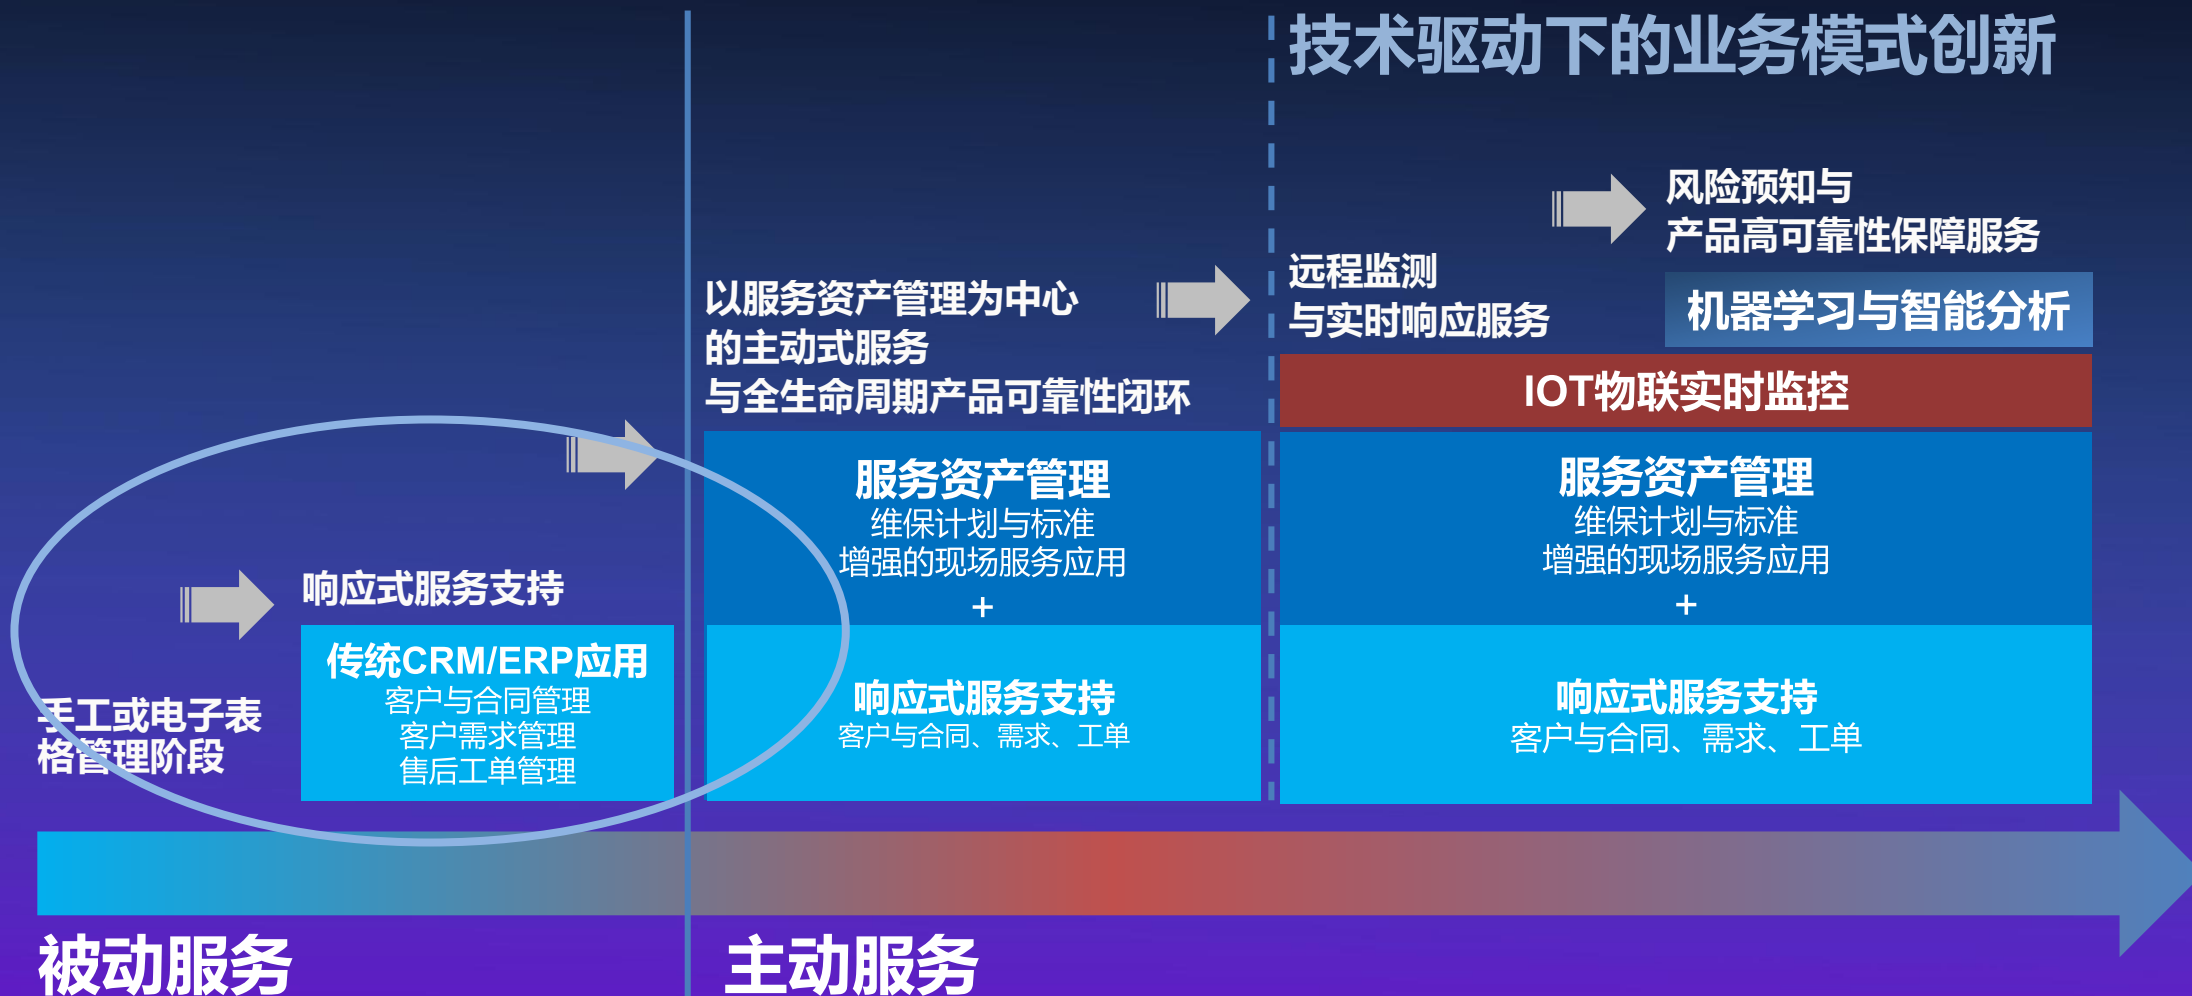 技术驱动下的业务模式创新
风险预知与
产品高可靠性保障服务
机器学习与智能分析
远程监测
与实时响应服务
IOT物联实时监控
服务资产管理
维保计划与标准
增强的现场服务应用
+
响应式服务支持
客户与合同、需求、工单
以服务资产管理为中心
的主动式服务
与全生命周期产品可靠性闭环
服务资产管理
维保计划与标准
增强的现场服务应用
+
响应式服务支持
客户与合同、需求、工单
响应式服务支持
传统CRM/ERP应用
客户与合同管理
客户需求管理
售后工单管理
手工或电子表
格管理阶段
被动服务
主动服务